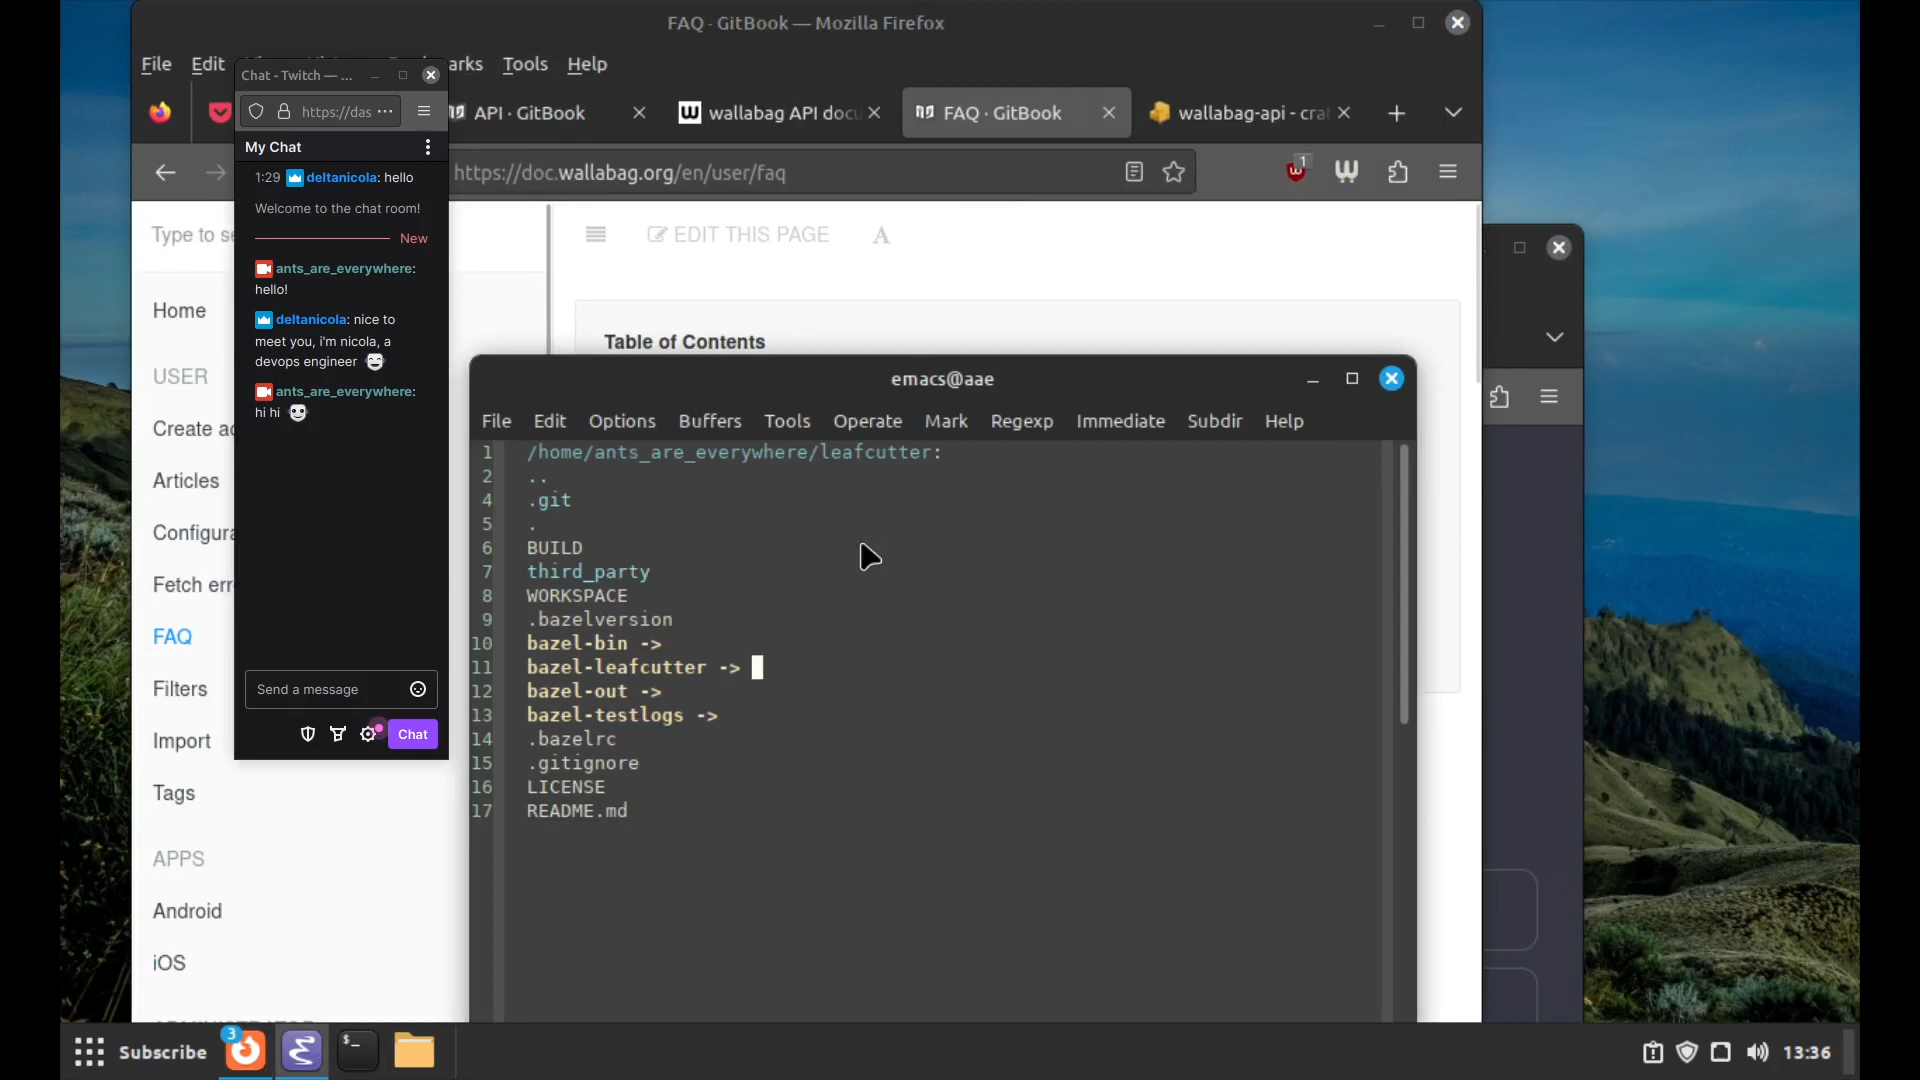 FAQ · GitBook — Mozilla Firefox
File Edit arks Tools Help
API · GitBook
wallabag API docu
FAQ · GitBook
wallabag-api - crat
https://doc.wallabag.org/en/user/faq
1
Chat - Twitch — ...
https://das
My Chat
1:29 deltanicola: hello
Welcome to the chat room!
New
ants_are_everywhere:
hello!
deltanicola: nice to
meet you, i'm nicola, a
devops engineer
ants_are_everywhere:
hi hi
Send a message
Chat
Type to se
Home
USER
Create ac
Articles
Configura
Fetch err
FAQ
Filters
Import
Tags
APPS
Android
iOS
EDIT THIS PAGE
A
Table of Contents
emacs@aae
File Edit Options Buffers Tools Operate Mark Regexp Immediate Subdir Help
1 /home/ants_are_everywhere/leafcutter:
2 ..
4 .git
5 .
6 BUILD
7 third_party
8 WORKSPACE
9 .bazelversion
10 bazel-bin ->
11 bazel-leafcutter ->
12 bazel-out ->
13 bazel-testlogs ->
14 .bazelrc
15 .gitignore
16 LICENSE
17 README.md
Subscribe
3
$_
13:36